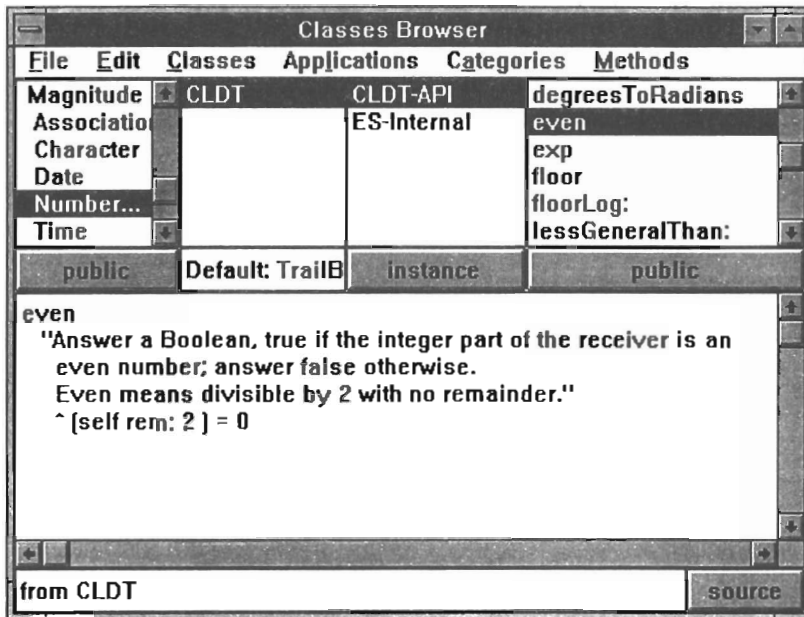 Classes Browser
File Edit Classes Applications Categories Methods
Magnitude
Association
Character
Date
Number...
Time
CLDT
CLDT-API
ES-Internal
degreesToRadians
even
exp
floor
floorLog:
lessGeneralThan:
public
Default: TrailB
instance
public
even
"Answer a Boolean, true if the integer part of the receiver is an
even number; answer false otherwise.
Even means divisible by 2 with no remainder."
^ (self rem: 2 ) = 0
from CLDT
source